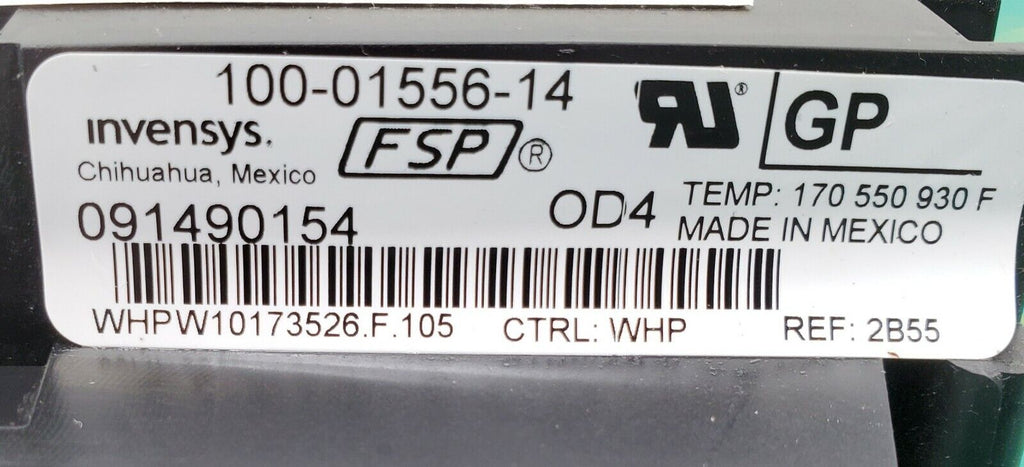 100-01556-14
invensys.
FSP®
Chihuahua, Mexico
RU® GP
091490154
OD4
TEMP: 170 550 930 F
MADE IN MEXICO
WHPW10173526.F.105 CTRL: WHP REF: 2B55